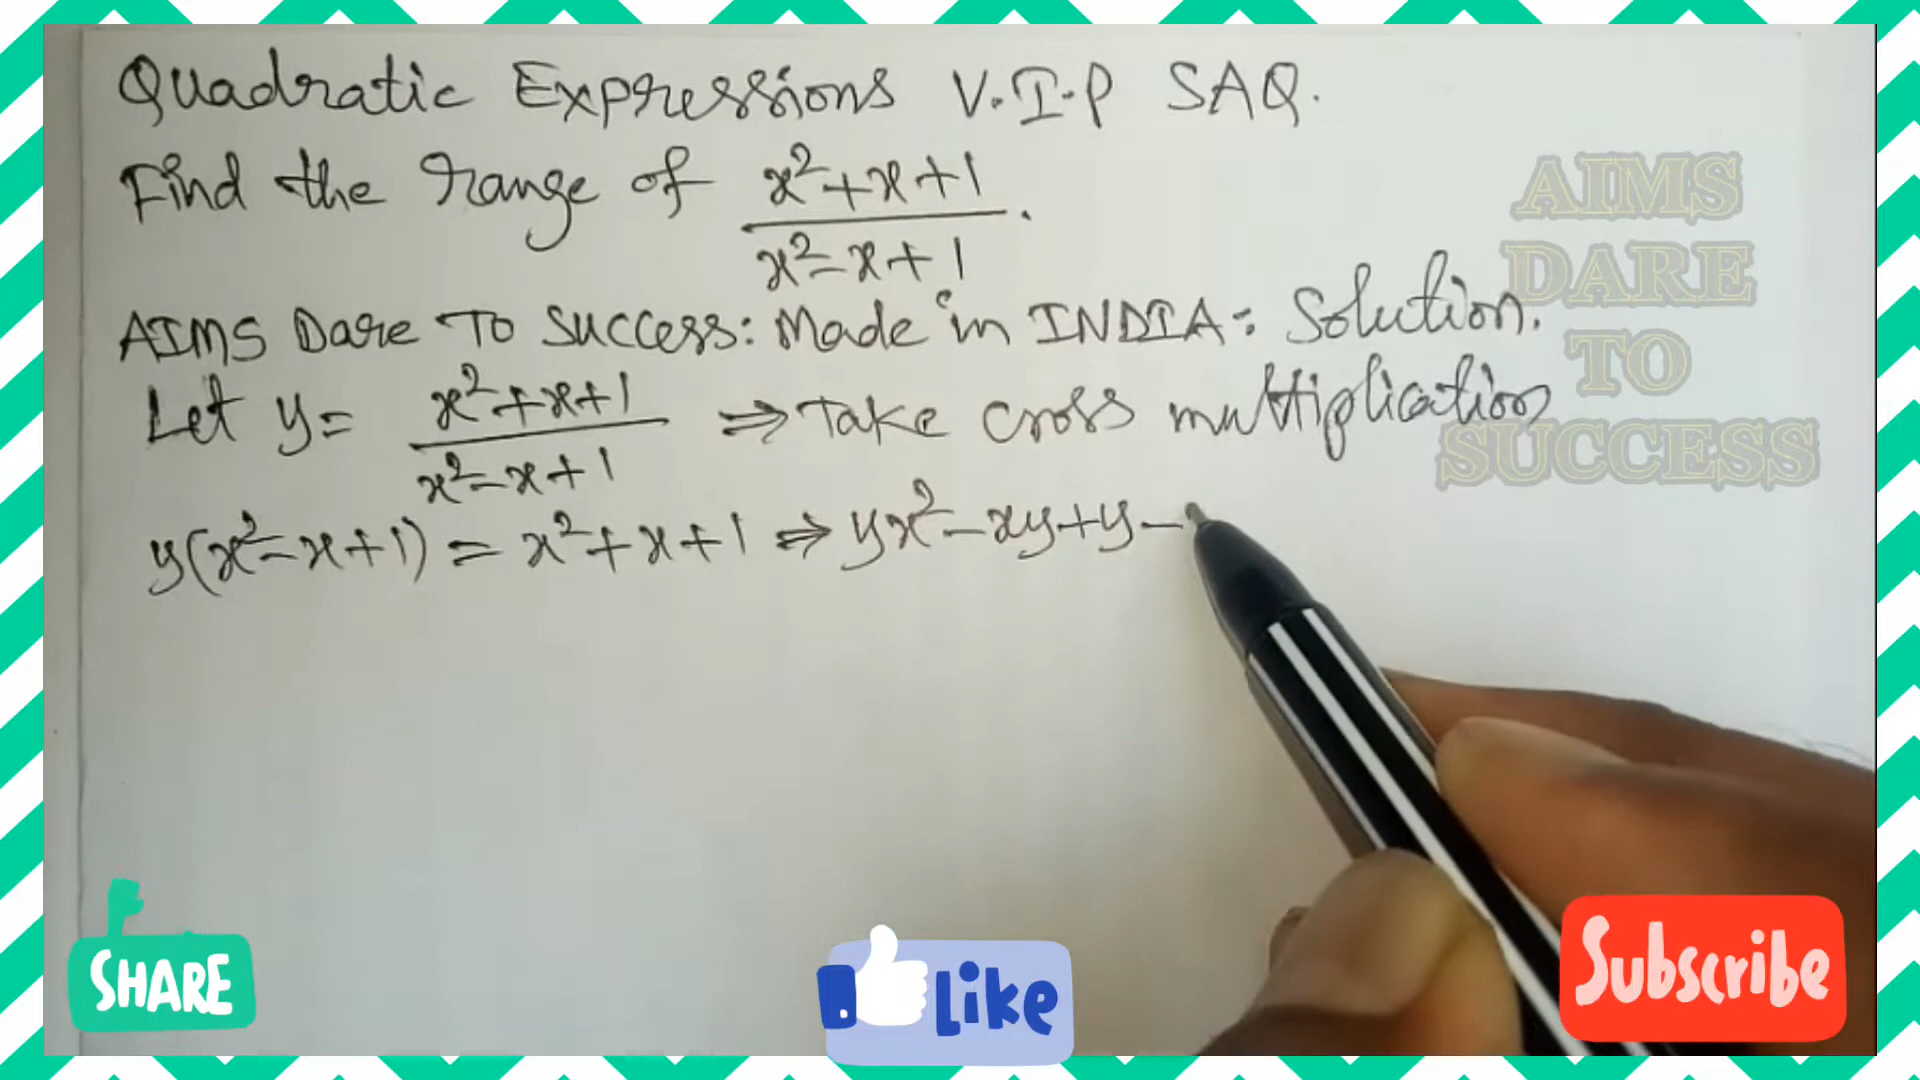 Quadratic Expressions V.I.P SAQ.
Find the range of x²+x+1 / x²-x+1 .
AIMS Dare To Success: Made in INDIA: Solution.
Let y= x²+x+1 / x²-x+1 ⇒ Take cross multiplication
y(x²-x+1) = x²+x+1 ⇒ yx²-xy+y-
AIMS
DARE
TO
SUCCESS
SHARE
Like
Subscribe